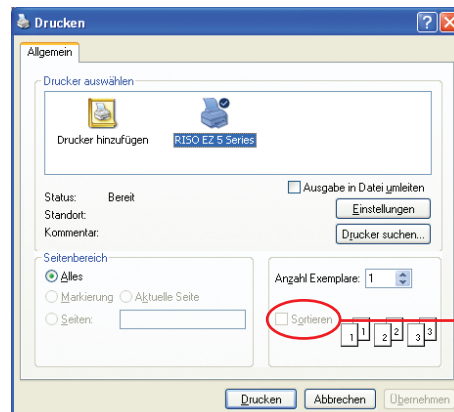 Drucken
Allgemein
Drucker auswählen
Drucker hinzufügen RISO EZ 5 Series
Status: Bereit
Standort:
Kommentar:
Ausgabe in Datei umleiten
Einstellungen
Drucker suchen...
Seitenbereich
Alles
Markierung Aktuelle Seite
Seiten:
Anzahl Exemplare: 1
Sortieren
1 1 2 2 3 3
Drucken Abbrechen Übernehmen